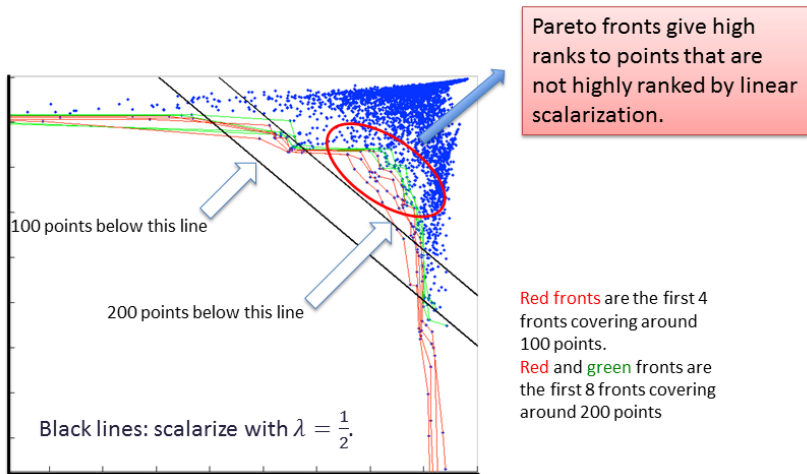 Pareto fronts give high
ranks to points that are
not highly ranked by linear
scalarization.
100 points below this line
200 points below this line
Red fronts are the first 4
fronts covering around
100 points.
Red and green fronts are
the first 8 fronts covering
around 200 points
Black lines: scalarize with λ = 1/2.